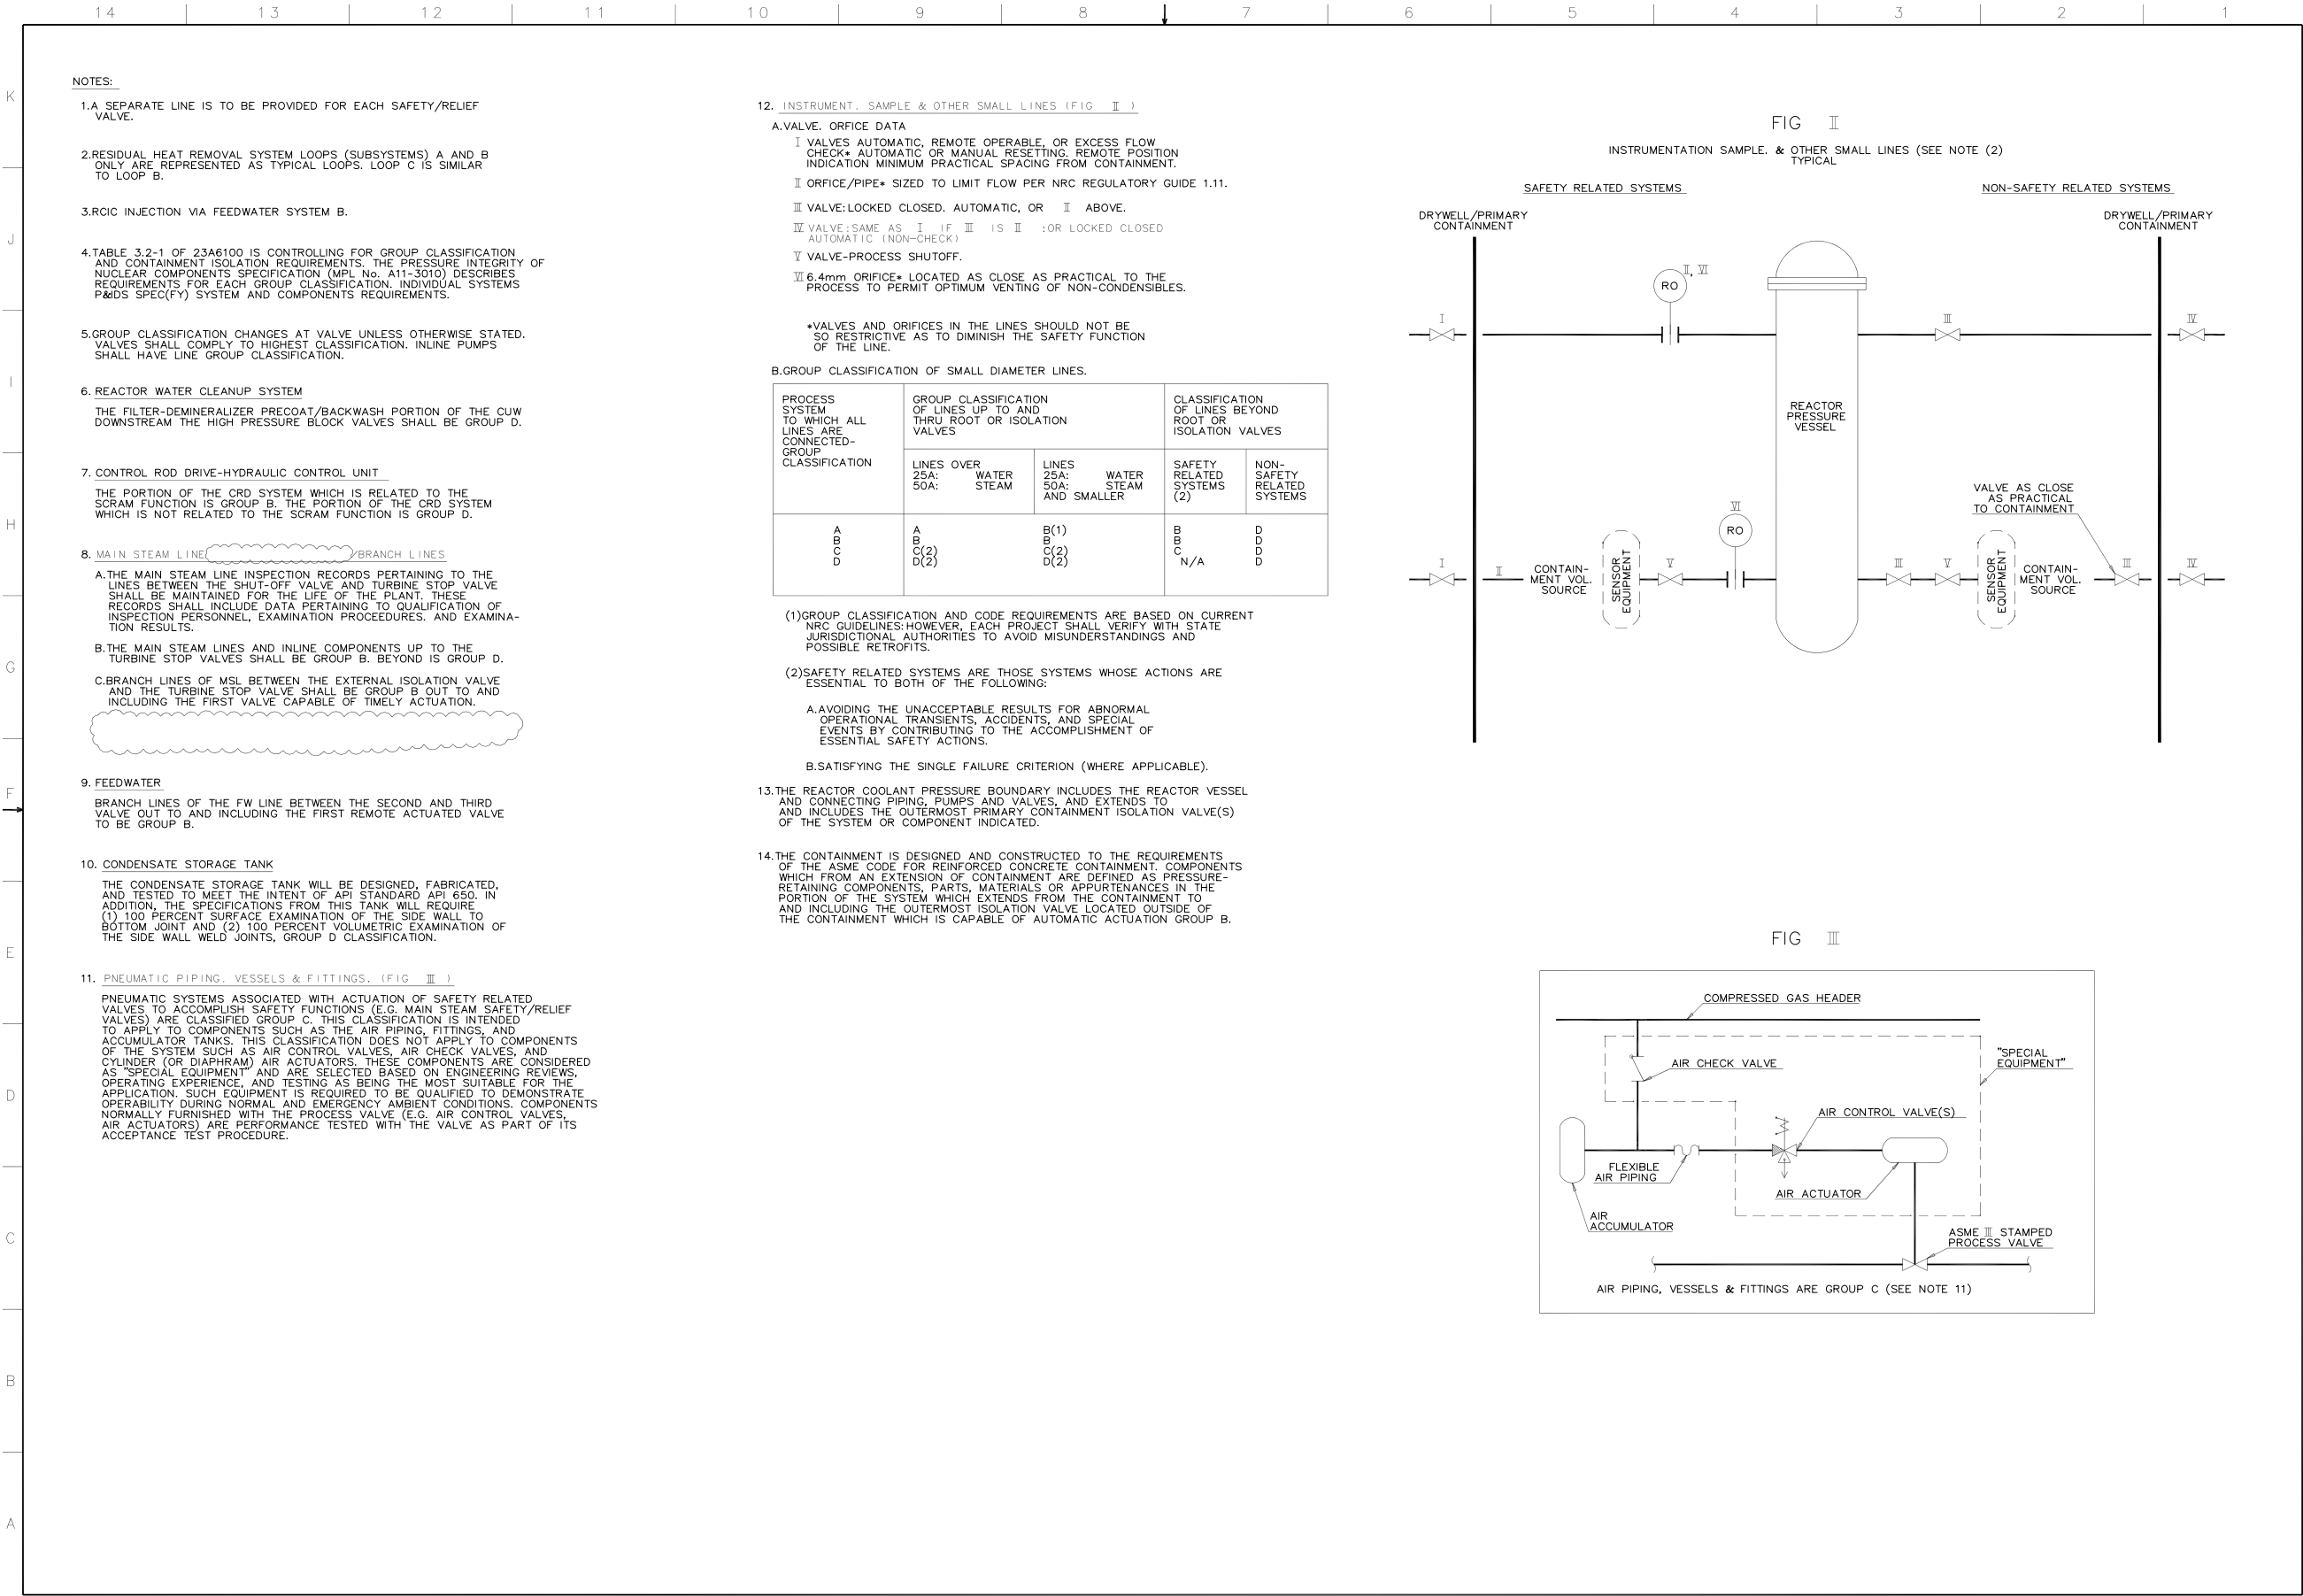 14 13 12 11 10 9 8 7 6 5 4 3 2 1
K
J
I
H
G
F
E
D
C
B
A
NOTES:
1.A SEPARATE LINE IS TO BE PROVIDED FOR EACH SAFETY/RELIEF
VALVE.
2.RESIDUAL HEAT REMOVAL SYSTEM LOOPS (SUBSYSTEMS) A AND B
ONLY ARE REPRESENTED AS TYPICAL LOOPS. LOOP C IS SIMILAR
TO LOOP B.
3.RCIC INJECTION VIA FEEDWATER SYSTEM B.
4.TABLE 3.2-1 OF 23A6100 IS CONTROLLING FOR GROUP CLASSIFICATION
AND CONTAINMENT ISOLATION REQUIREMENTS. THE PRESSURE INTEGRITY OF
NUCLEAR COMPONENTS SPECIFICATION (MPL No. A11-3010) DESCRIBES
REQUIREMENTS FOR EACH GROUP CLASSIFICATION. INDIVIDUAL SYSTEMS
P&IDS SPEC(FY) SYSTEM AND COMPONENTS REQUIREMENTS.
5.GROUP CLASSIFICATION CHANGES AT VALVE UNLESS OTHERWISE STATED.
VALVES SHALL COMPLY TO HIGHEST CLASSIFICATION. INLINE PUMPS
SHALL HAVE LINE GROUP CLASSIFICATION.
6. REACTOR WATER CLEANUP SYSTEM
THE FILTER-DEMINERALIZER PRECOAT/BACKWASH PORTION OF THE CUW
DOWNSTREAM THE HIGH PRESSURE BLOCK VALVES SHALL BE GROUP D.
7. CONTROL ROD DRIVE-HYDRAULIC CONTROL UNIT
THE PORTION OF THE CRD SYSTEM WHICH IS RELATED TO THE
SCRAM FUNCTION IS GROUP B. THE PORTION OF THE CRD SYSTEM
WHICH IS NOT RELATED TO THE SCRAM FUNCTION IS GROUP D.
8. MAIN STEAM LINE /BRANCH LINES
A.THE MAIN STEAM LINE INSPECTION RECORDS PERTAINING TO THE
LINES BETWEEN THE SHUT-OFF VALVE AND TURBINE STOP VALVE
SHALL BE MAINTAINED FOR THE LIFE OF THE PLANT. THESE
RECORDS SHALL INCLUDE DATA PERTAINING TO QUALIFICATION OF
INSPECTION PERSONNEL, EXAMINATION PROCEEDURES. AND EXAMINA-
TION RESULTS.
B.THE MAIN STEAM LINES AND INLINE COMPONENTS UP TO THE
TURBINE STOP VALVES SHALL BE GROUP B. BEYOND IS GROUP D.
C.BRANCH LINES OF MSL BETWEEN THE EXTERNAL ISOLATION VALVE
AND THE TURBINE STOP VALVE SHALL BE GROUP B OUT TO AND
INCLUDING THE FIRST VALVE CAPABLE OF TIMELY ACTUATION.
9. FEEDWATER
BRANCH LINES OF THE FW LINE BETWEEN THE SECOND AND THIRD
VALVE OUT TO AND INCLUDING THE FIRST REMOTE ACTUATED VALVE
TO BE GROUP B.
10. CONDENSATE STORAGE TANK
THE CONDENSATE STORAGE TANK WILL BE DESIGNED, FABRICATED,
AND TESTED TO MEET THE INTENT OF API STANDARD API 650. IN
ADDITION, THE SPECIFICATIONS FROM THIS TANK WILL REQUIRE
(1) 100 PERCENT SURFACE EXAMINATION OF THE SIDE WALL TO
BOTTOM JOINT AND (2) 100 PERCENT VOLUMETRIC EXAMINATION OF
THE SIDE WALL WELD JOINTS, GROUP D CLASSIFICATION.
11. PNEUMATIC PIPING. VESSELS & FITTINGS. (FIG III )
PNEUMATIC SYSTEMS ASSOCIATED WITH ACTUATION OF SAFETY RELATED
VALVES TO ACCOMPLISH SAFETY FUNCTIONS (E.G. MAIN STEAM SAFETY/RELIEF
VALVES) ARE CLASSIFIED GROUP C. THIS CLASSIFICATION IS INTENDED
TO APPLY TO COMPONENTS SUCH AS THE AIR PIPING, FITTINGS, AND
ACCUMULATOR TANKS. THIS CLASSIFICATION DOES NOT APPLY TO COMPONENTS
OF THE SYSTEM SUCH AS AIR CONTROL VALVES, AIR CHECK VALVES, AND
CYLINDER (OR DIAPHRAM) AIR ACTUATORS. THESE COMPONENTS ARE CONSIDERED
AS "SPECIAL EQUIPMENT" AND ARE SELECTED BASED ON ENGINEERING REVIEWS,
OPERATING EXPERIENCE, AND TESTING AS BEING THE MOST SUITABLE FOR THE
APPLICATION. SUCH EQUIPMENT IS REQUIRED TO BE QUALIFIED TO DEMONSTRATE
OPERABILITY DURING NORMAL AND EMERGENCY AMBIENT CONDITIONS. COMPONENTS
NORMALLY FURNISHED WITH THE PROCESS VALVE (E.G. AIR CONTROL VALVES,
AIR ACTUATORS) ARE PERFORMANCE TESTED WITH THE VALVE AS PART OF ITS
ACCEPTANCE TEST PROCEDURE.
12. INSTRUMENT. SAMPLE & OTHER SMALL LINES (FIG II )
A.VALVE. ORFICE DATA
I VALVES AUTOMATIC, REMOTE OPERABLE, OR EXCESS FLOW
CHECK* AUTOMATIC OR MANUAL RESETTING. REMOTE POSITION
INDICATION MINIMUM PRACTICAL SPACING FROM CONTAINMENT.
II ORFICE/PIPE* SIZED TO LIMIT FLOW PER NRC REGULATORY GUIDE 1.11.
III VALVE:LOCKED CLOSED. AUTOMATIC, OR I ABOVE.
IV VALVE:SAME AS I IF III IS II :OR LOCKED CLOSED
AUTOMATIC (NON-CHECK)
V VALVE-PROCESS SHUTOFF.
VI 6.4mm ORIFICE* LOCATED AS CLOSE AS PRACTICAL TO THE
PROCESS TO PERMIT OPTIMUM VENTING OF NON-CONDENSIBLES.
*VALVES AND ORIFICES IN THE LINES SHOULD NOT BE
SO RESTRICTIVE AS TO DIMINISH THE SAFETY FUNCTION
OF THE LINE.
B.GROUP CLASSIFICATION OF SMALL DIAMETER LINES.
PROCESS
SYSTEM
TO WHICH ALL
LINES ARE
CONNECTED-
GROUP
CLASSIFICATION
GROUP CLASSIFICATION
OF LINES UP TO AND
THRU ROOT OR ISOLATION
VALVES
CLASSIFICATION
OF LINES BEYOND
ROOT OR
ISOLATION VALVES
LINES OVER
25A: WATER
50A: STEAM
LINES
25A: WATER
50A: STEAM
AND SMALLER
SAFETY
RELATED
SYSTEMS
(2)
NON-
SAFETY
RELATED
SYSTEMS
A A B(1) B D
B B B B D
C C(2) C(2) C D
D D(2) D(2) N/A D
(1)GROUP CLASSIFICATION AND CODE REQUIREMENTS ARE BASED ON CURRENT
NRC GUIDELINES:HOWEVER, EACH PROJECT SHALL VERIFY WITH STATE
JURISDICTIONAL AUTHORITIES TO AVOID MISUNDERSTANDINGS AND
POSSIBLE RETROFITS.
(2)SAFETY RELATED SYSTEMS ARE THOSE SYSTEMS WHOSE ACTIONS ARE
ESSENTIAL TO BOTH OF THE FOLLOWING:
A.AVOIDING THE UNACCEPTABLE RESULTS FOR ABNORMAL
OPERATIONAL TRANSIENTS, ACCIDENTS, AND SPECIAL
EVENTS BY CONTRIBUTING TO THE ACCOMPLISHMENT OF
ESSENTIAL SAFETY ACTIONS.
B.SATISFYING THE SINGLE FAILURE CRITERION (WHERE APPLICABLE).
13.THE REACTOR COOLANT PRESSURE BOUNDARY INCLUDES THE REACTOR VESSEL
AND CONNECTING PIPING, PUMPS AND VALVES, AND EXTENDS TO
AND INCLUDES THE OUTERMOST PRIMARY CONTAINMENT ISOLATION VALVE(S)
OF THE SYSTEM OR COMPONENT INDICATED.
14.THE CONTAINMENT IS DESIGNED AND CONSTRUCTED TO THE REQUIREMENTS
OF THE ASME CODE FOR REINFORCED CONCRETE CONTAINMENT. COMPONENTS
WHICH FROM AN EXTENSION OF CONTAINMENT ARE DEFINED AS PRESSURE-
RETAINING COMPONENTS, PARTS, MATERIALS OR APPURTENANCES IN THE
PORTION OF THE SYSTEM WHICH EXTENDS FROM THE CONTAINMENT TO
AND INCLUDING THE OUTERMOST ISOLATION VALVE LOCATED OUTSIDE OF
THE CONTAINMENT WHICH IS CAPABLE OF AUTOMATIC ACTUATION GROUP B.
FIG II
INSTRUMENTATION SAMPLE. & OTHER SMALL LINES (SEE NOTE (2)
TYPICAL
SAFETY RELATED SYSTEMS
NON-SAFETY RELATED SYSTEMS
DRYWELL/PRIMARY
CONTAINMENT
DRYWELL/PRIMARY
CONTAINMENT
II, VI
RO
I
III
IV
REACTOR
PRESSURE
VESSEL
VALVE AS CLOSE
AS PRACTICAL
TO CONTAINMENT
VI
RO
I
II
CONTAIN-
MENT VOL.
SOURCE
SENSOR
EQUIPMENT
V
III
V
SENSOR
EQUIPMENT
CONTAIN-
MENT VOL.
SOURCE
III
IV
FIG III
COMPRESSED GAS HEADER
AIR CHECK VALVE
"SPECIAL
EQUIPMENT"
AIR CONTROL VALVE(S)
FLEXIBLE
AIR PIPING
AIR ACTUATOR
AIR
ACCUMULATOR
ASME III STAMPED
PROCESS VALVE
AIR PIPING, VESSELS & FITTINGS ARE GROUP C (SEE NOTE 11)